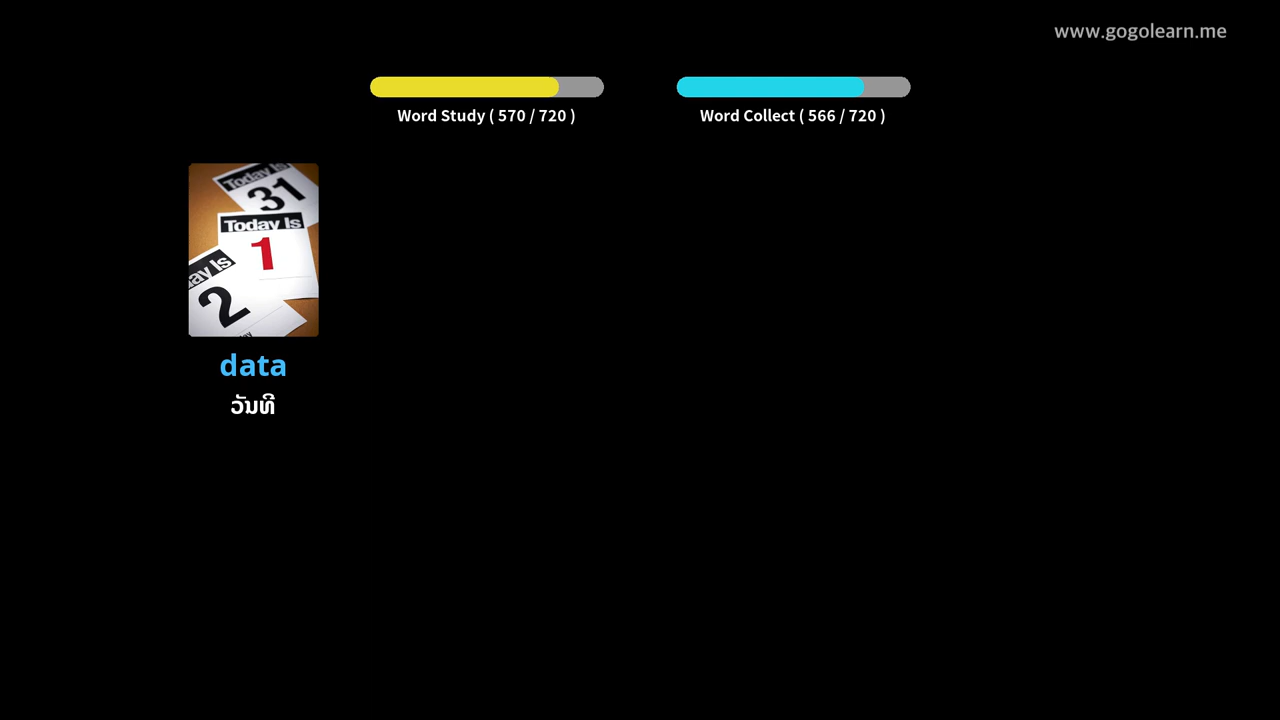 www.gogolearn.me
Word Study ( 570 / 720 )
Word Collect ( 566 / 720 )
Today Is
31
Today Is
1
ay Is
2
data
ວັນທີ